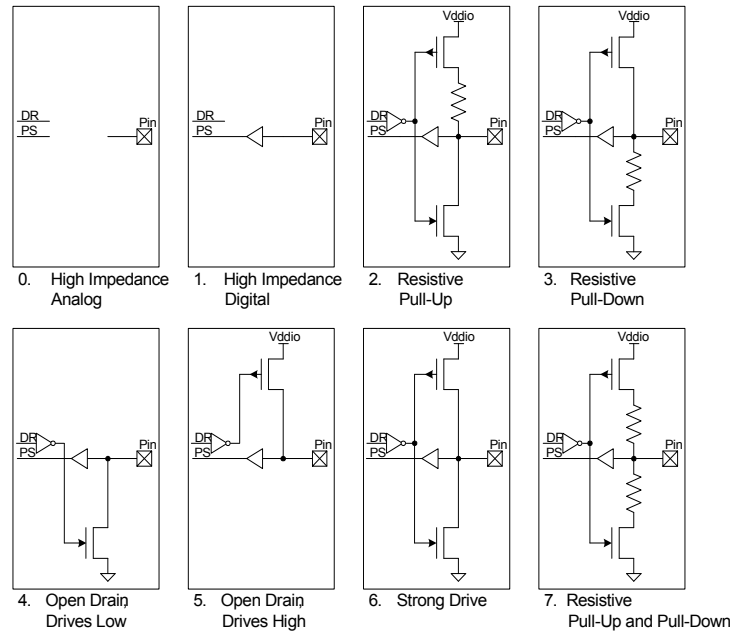 DR
PS
Pin
0. High Impedance
Analog
DR
PS
Pin
1. High Impedance
Digital
Vddio
DR
PS
Pin
2. Resistive
Pull-Up
Vddio
DR
PS
Pin
3. Resistive
Pull-Down
DR
PS
Pin
4. Open Drain,
Drives Low
Vddio
DR
PS
Pin
5. Open Drain,
Drives High
Vddio
DR
PS
Pin
6. Strong Drive
Vddio
DR
PS
Pin
7. Resistive
Pull-Up and Pull-Down